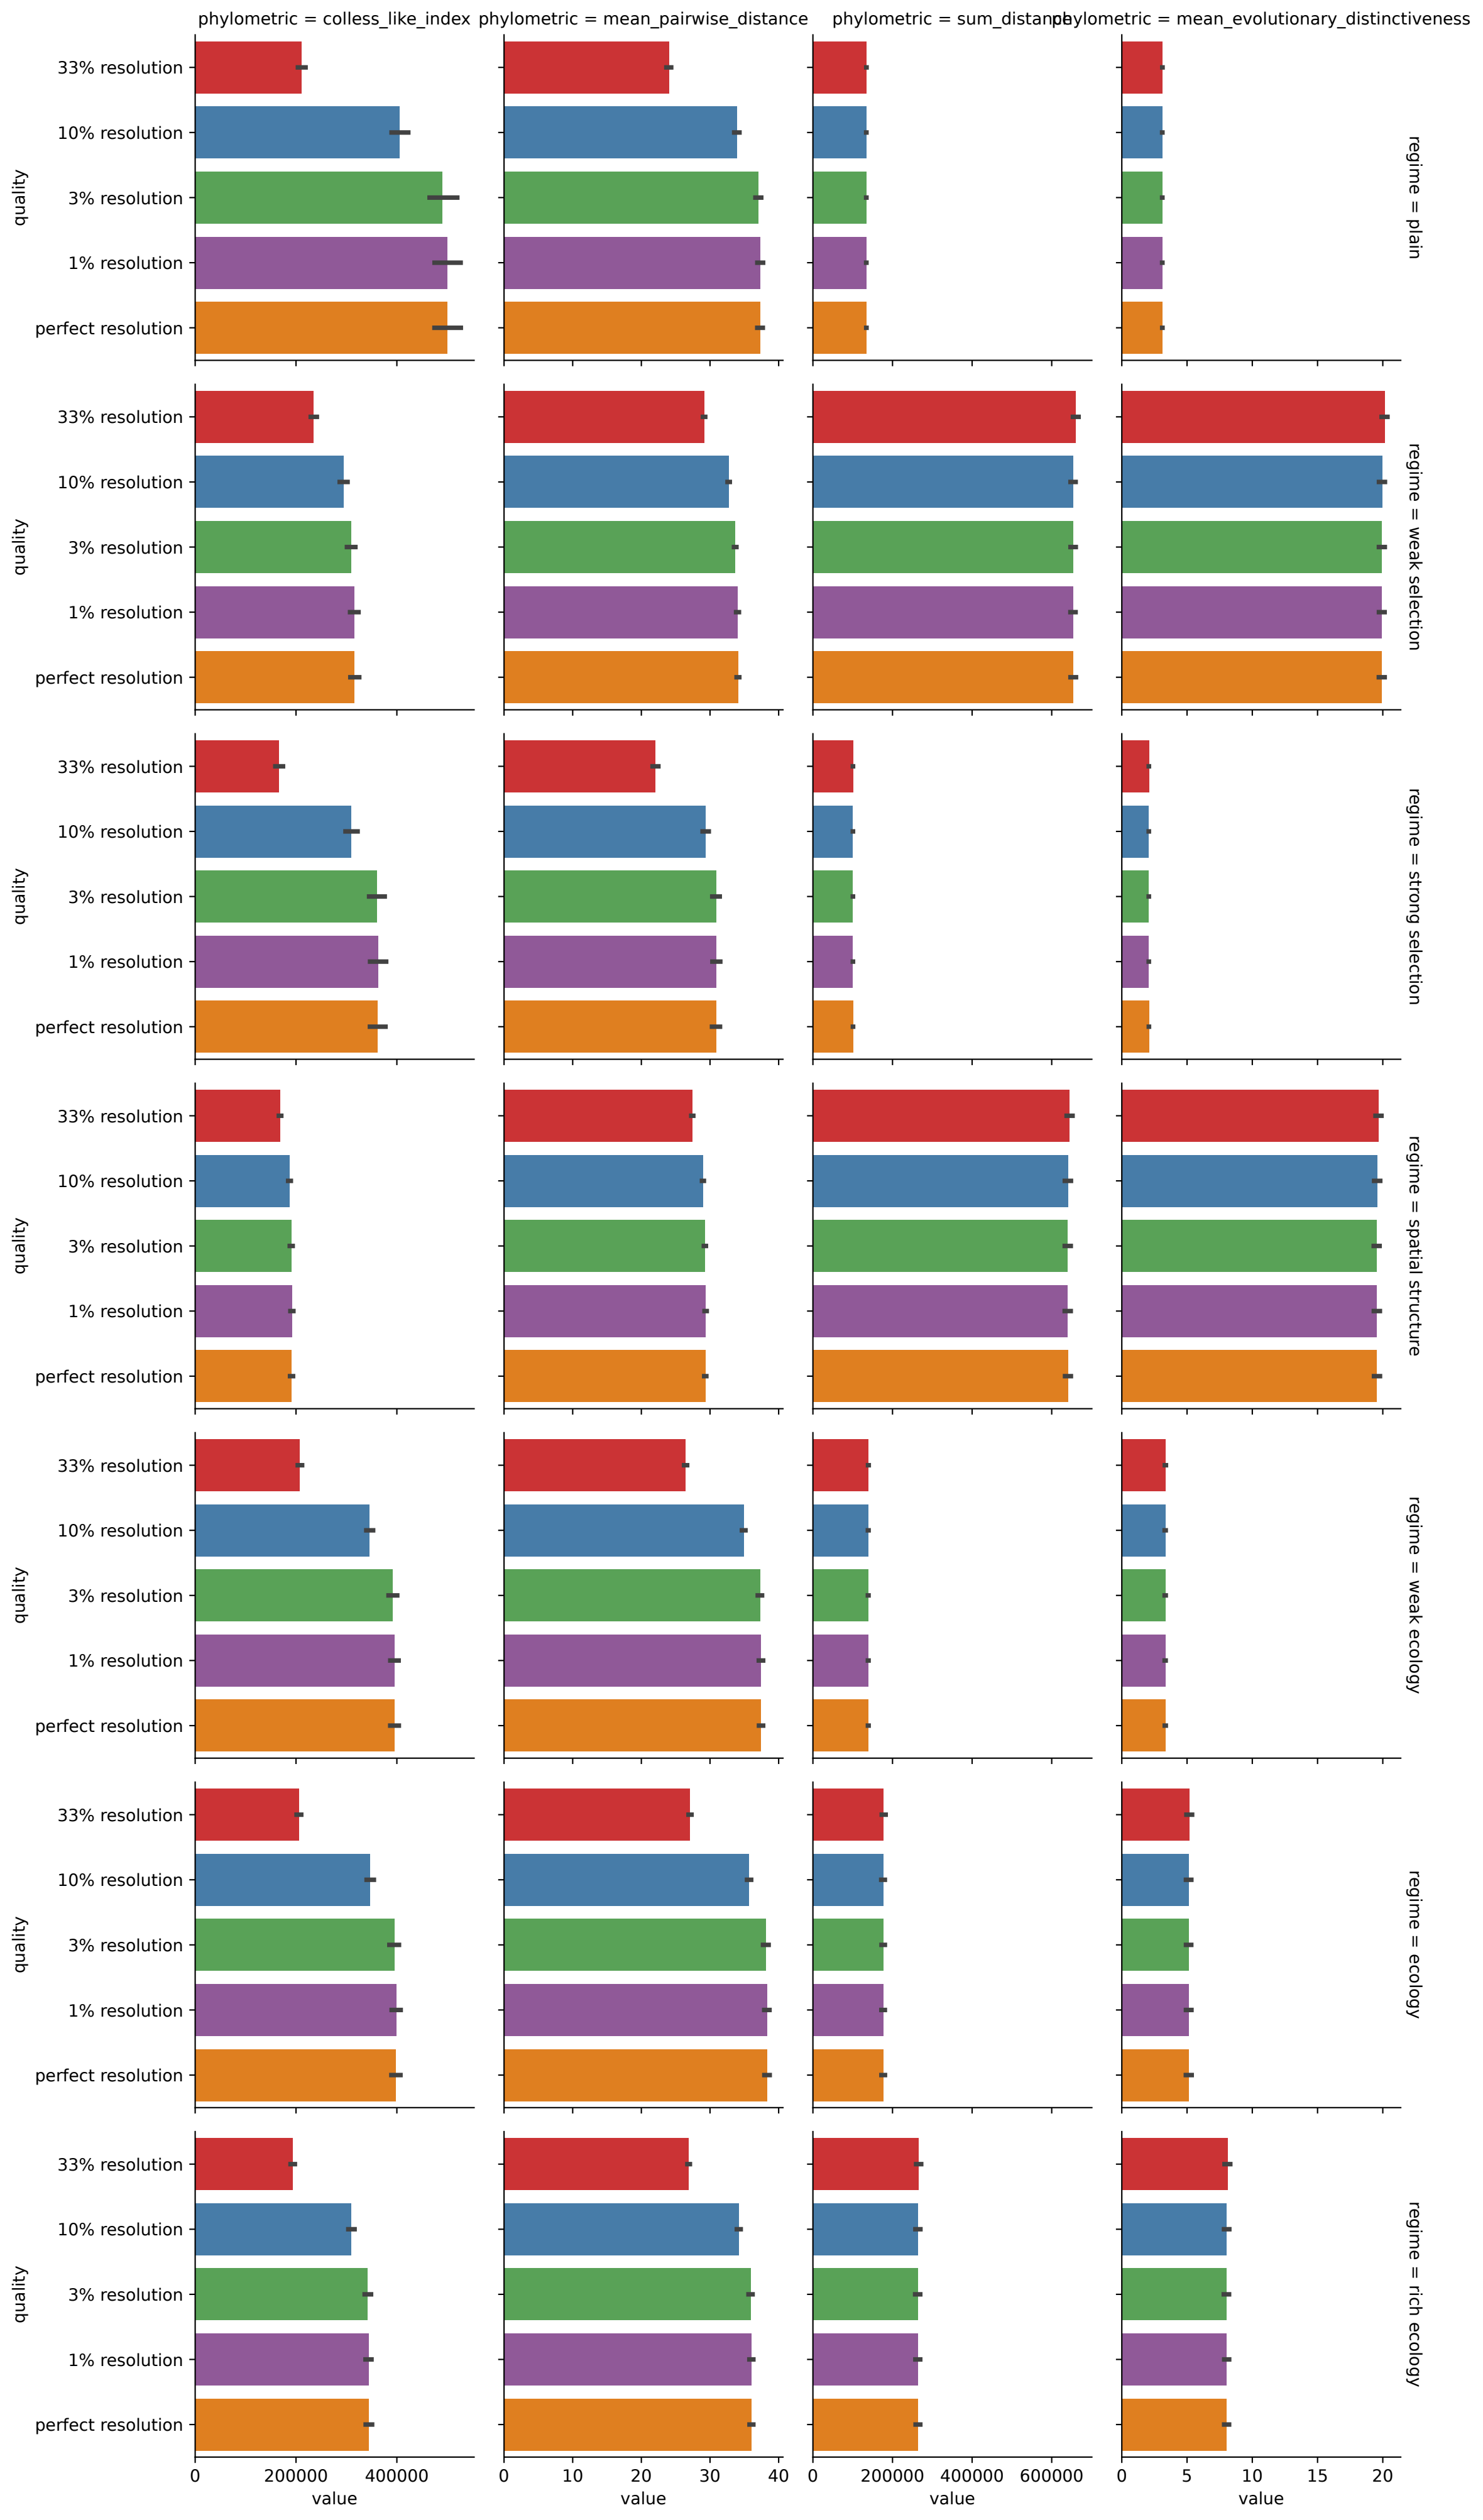 phylometric = colless_like_index
phylometric = mean_pairwise_distance
phylometric = sum_distance
phylometric = mean_evolutionary_distinctiveness
quality
33% resolution
10% resolution
3% resolution
1% resolution
perfect resolution
regime = plain
quality
33% resolution
10% resolution
3% resolution
1% resolution
perfect resolution
regime = weak selection
quality
33% resolution
10% resolution
3% resolution
1% resolution
perfect resolution
regime = strong selection
quality
33% resolution
10% resolution
3% resolution
1% resolution
perfect resolution
regime = spatial structure
quality
33% resolution
10% resolution
3% resolution
1% resolution
perfect resolution
regime = weak ecology
quality
33% resolution
10% resolution
3% resolution
1% resolution
perfect resolution
regime = ecology
quality
33% resolution
10% resolution
3% resolution
1% resolution
perfect resolution
regime = rich ecology
0 200000 400000
0 10 20 30 40
0 200000 400000 600000
0 5 10 15 20
value
value
value
value